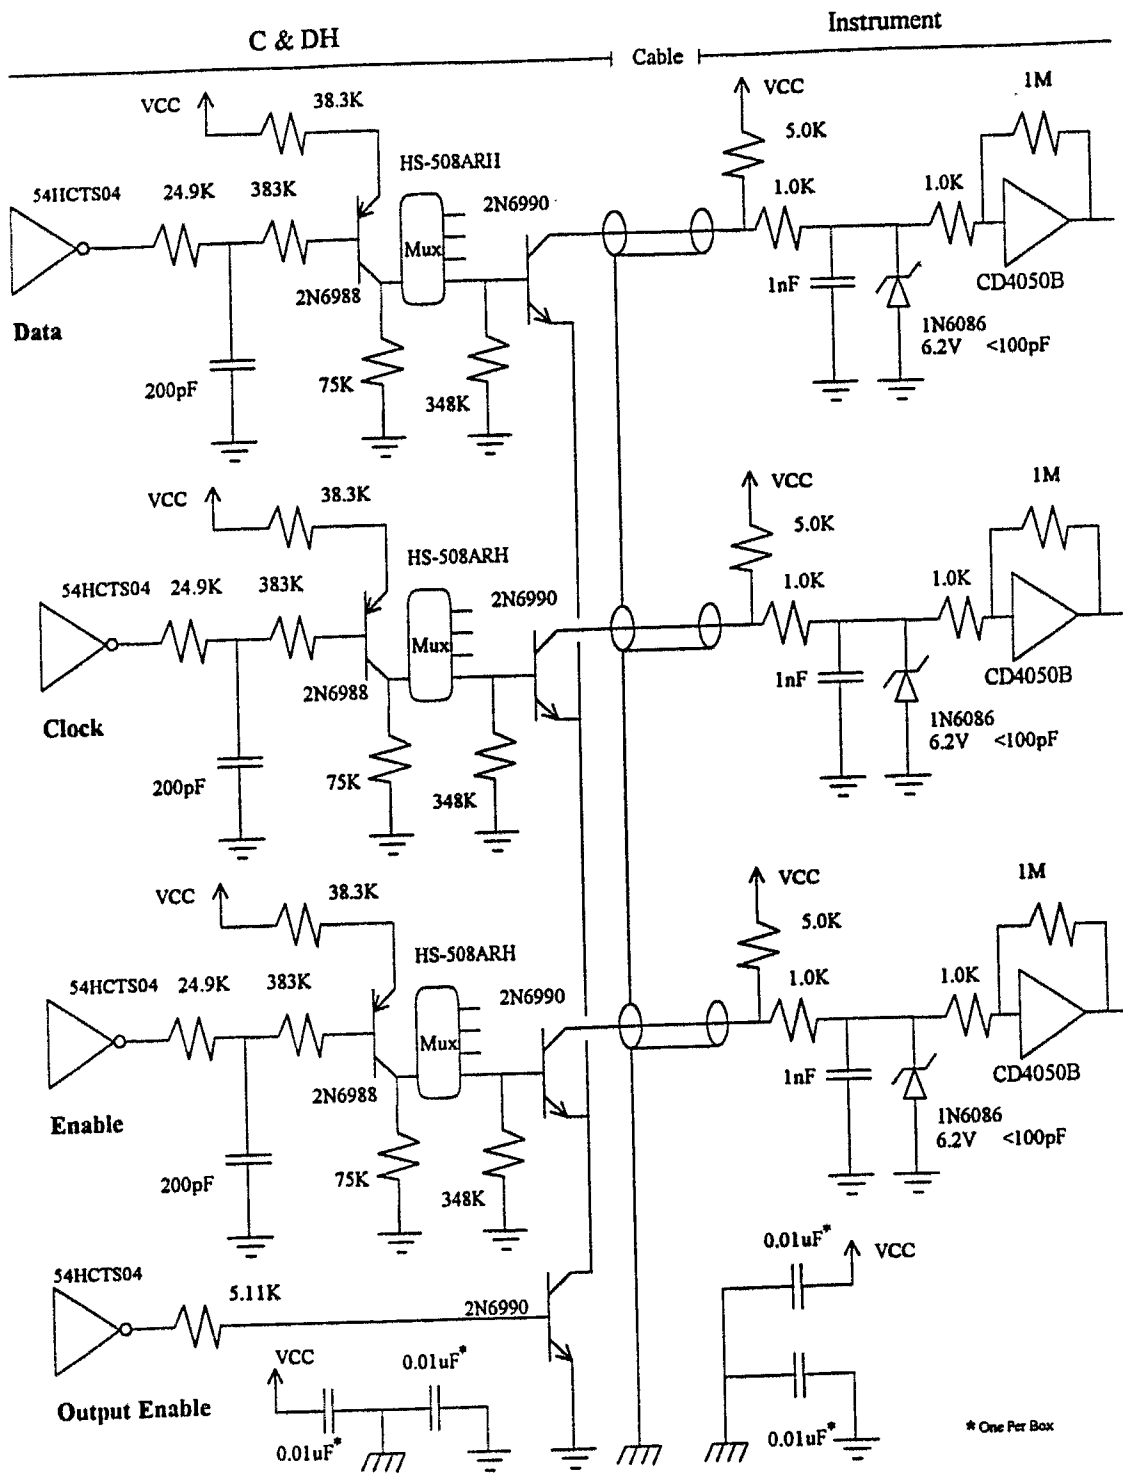 C & DH
Cable
Instrument
VCC
38.3K
VCC
1M
5.0K
HS-508ARH
54HCTS04
24.9K
383K
2N6990
1.0K
1.0K
Mux
2N6988
1nF
CD4050B
Data
1N6086
6.2V <100pF
200pF
75K
348K
VCC
38.3K
VCC
1M
5.0K
HS-508ARH
54HCTS04
24.9K
383K
2N6990
1.0K
1.0K
Mux
2N6988
1nF
CD4050B
Clock
1N6086
6.2V <100pF
200pF
75K
348K
VCC
38.3K
VCC
1M
5.0K
HS-508ARH
54HCTS04
24.9K
383K
2N6990
1.0K
1.0K
Mux
2N6988
1nF
CD4050B
Enable
1N6086
6.2V <100pF
200pF
75K
348K
0.01uF*
VCC
54HCTS04
5.11K
2N6990
VCC
0.01uF*
Output Enable
0.01uF*
0.01uF*
* One Per Box